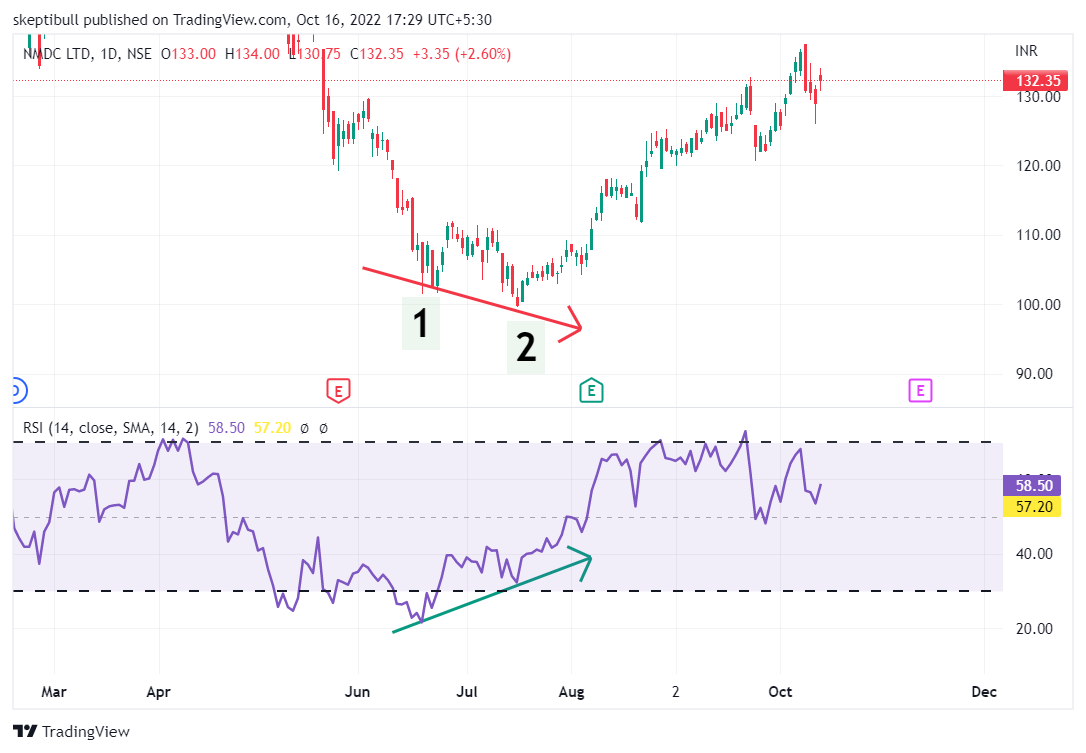 skeptibull published on TradingView.com, Oct 16, 2022 17:29 UTC+5:30
NMDC LTD, 1D, NSE O133.00 H134.00 L130.75 C132.35 +3.35 (+2.60%)
INR
132.35
130.00
120.00
110.00
100.00
90.00
1
2
E
E
E
RSI (14, close, SMA, 14, 2) 58.50 57.20 ø ø
58.50
57.20
40.00
20.00
Mar Apr Jun Jul Aug 2 Oct Dec
TradingView